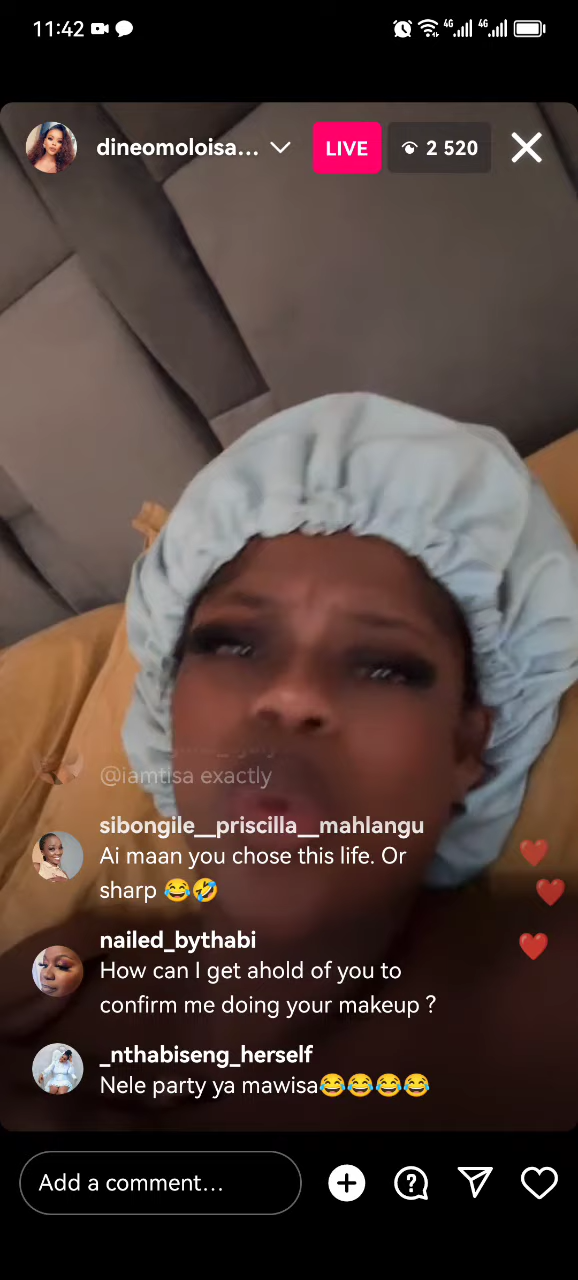 11:42
4G 4G
dineomoloisa...
LIVE
2 520
@iamtisa exactly
sibongile__priscilla__mahlangu
Ai maan you chose this life. Or
sharp 😂🤣
nailed_bythabi
How can I get ahold of you to
confirm me doing your makeup ?
_nthabiseng_herself
Nele party ya mawisa😂😂😂😂
Add a comment...